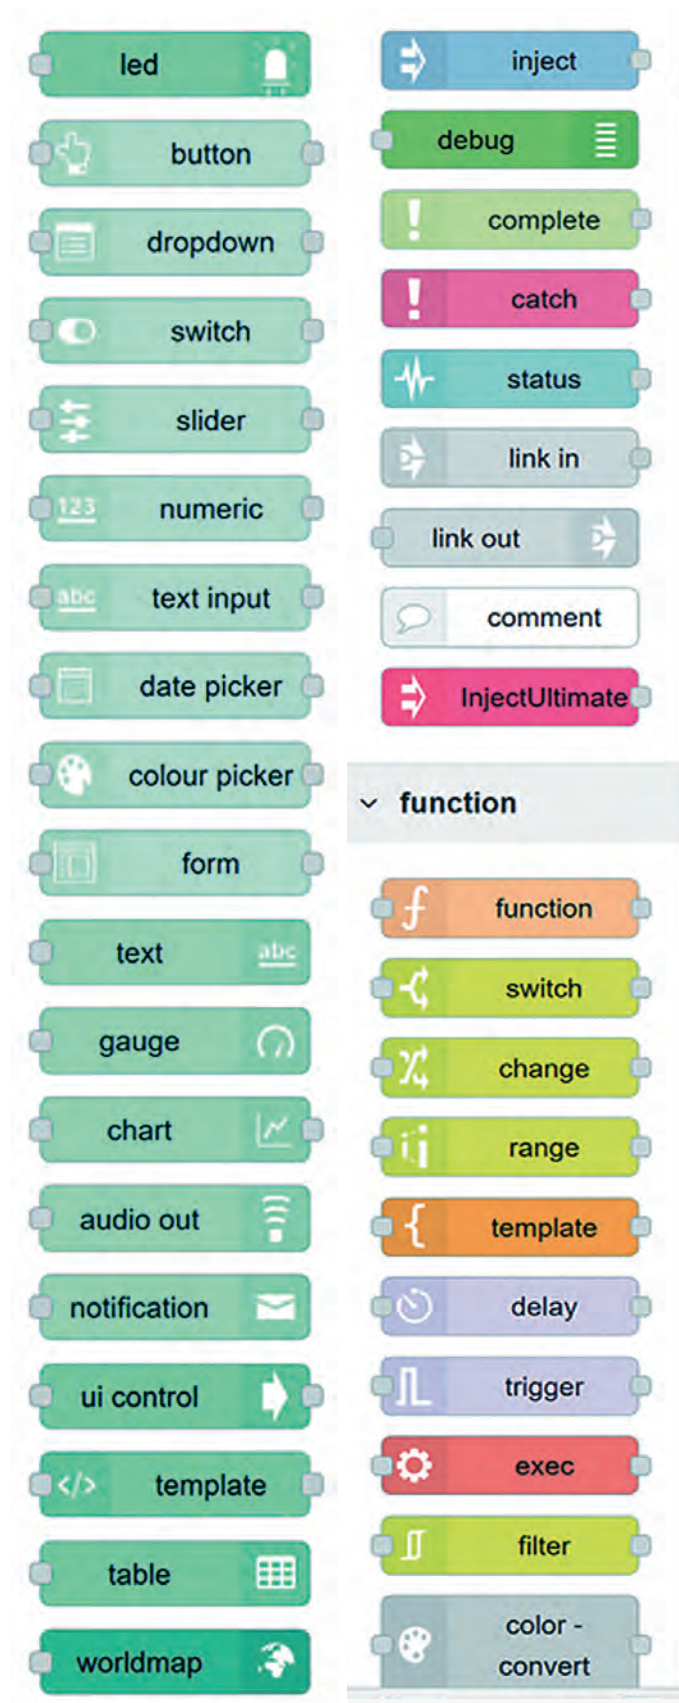 led
button
dropdown
switch
slider
123
numeric
abc
text input
date picker
colour picker
form
text
abc
gauge
chart
audio out
notification
ui control
</>
template
table
worldmap
inject
debug
complete
catch
status
link in
link out
comment
InjectUltimate
function
function
switch
change
range
template
delay
trigger
exec
filter
color -
convert